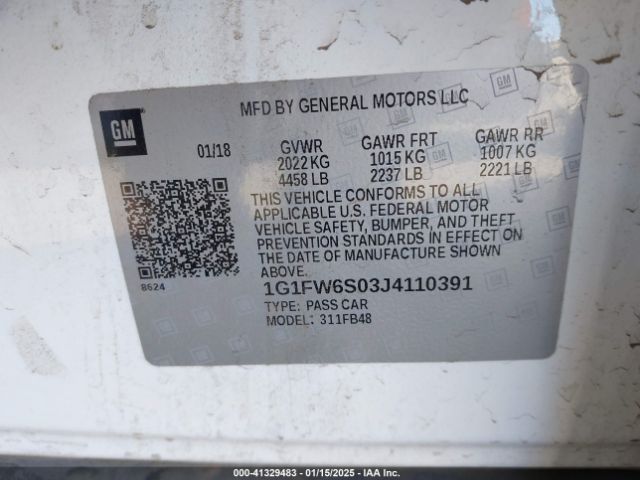 MFD BY GENERAL MOTORS LLC
GM
01/18 GVWR GAWR FRT GAWR RR
2022 KG 1015 KG 1007 KG
4458 LB 2237 LB 2221 LB
THIS VEHICLE CONFORMS TO ALL
APPLICABLE U.S. FEDERAL MOTOR
VEHICLE SAFETY, BUMPER, AND THEFT
PREVENTION STANDARDS IN EFFECT ON
THE DATE OF MANUFACTURE SHOWN
ABOVE.
8624
1G1FW6S03J4110391
TYPE: PASS CAR
MODEL: 311FB48
000-41329483 - 01/15/2025 - IAA Inc.